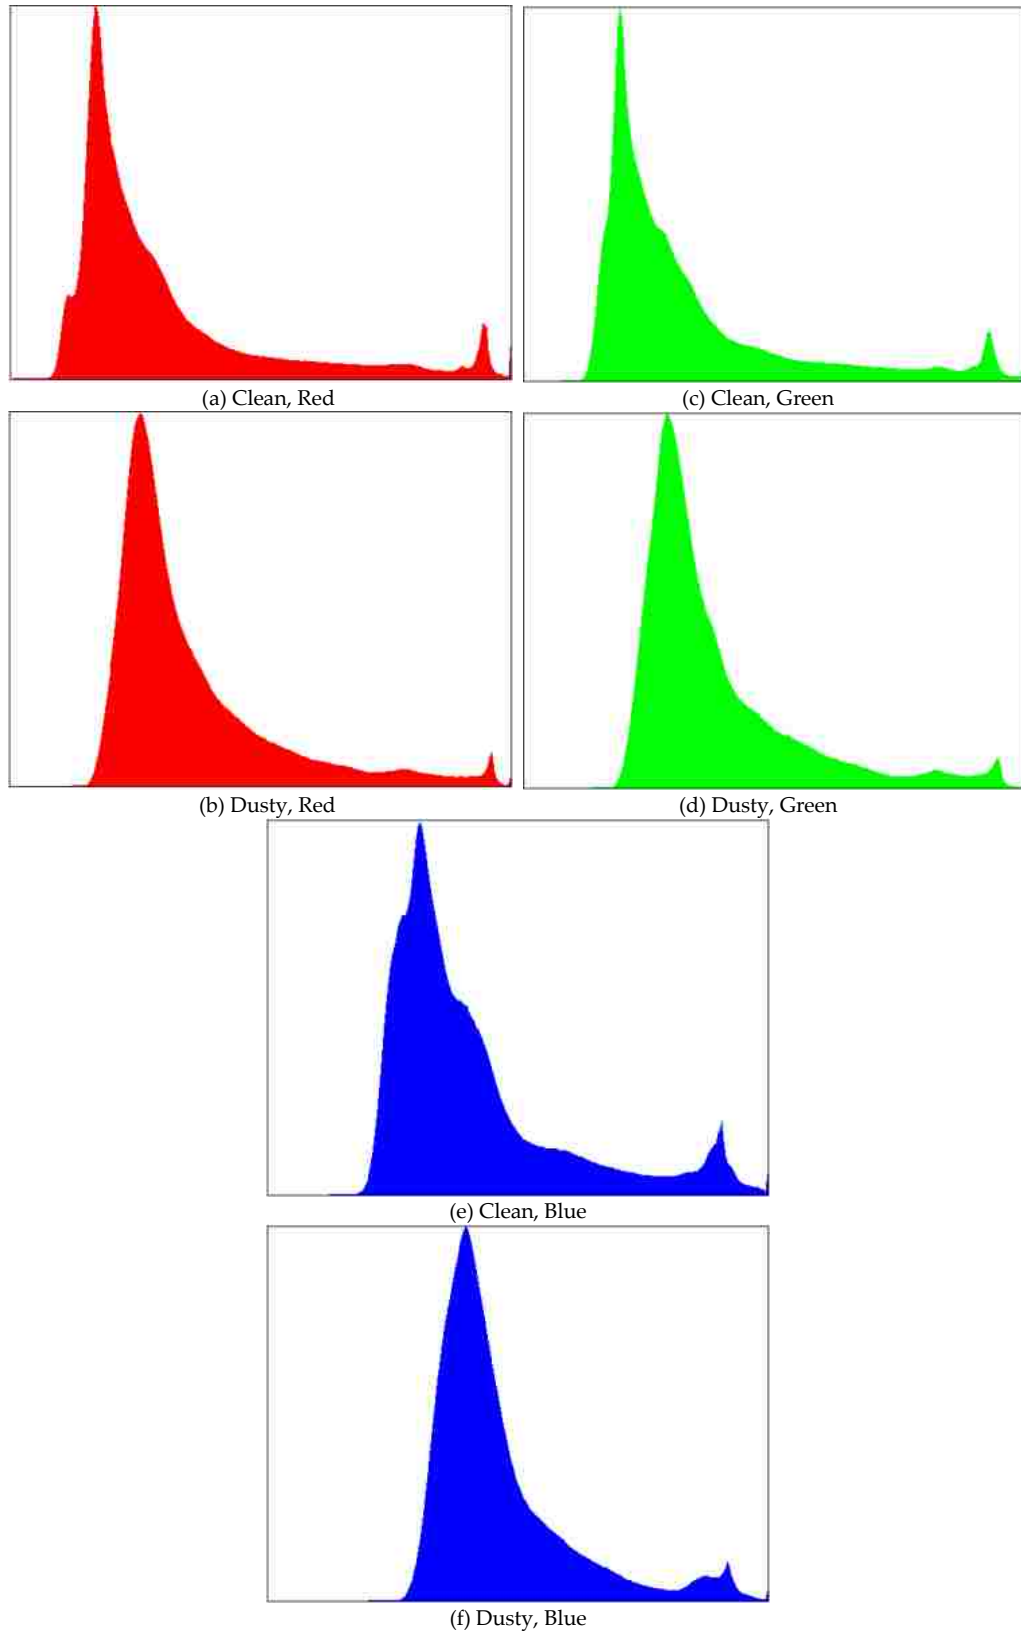 (a) Clean, Red
(c) Clean, Green
(b) Dusty, Red
(d) Dusty, Green
(e) Clean, Blue
(f) Dusty, Blue